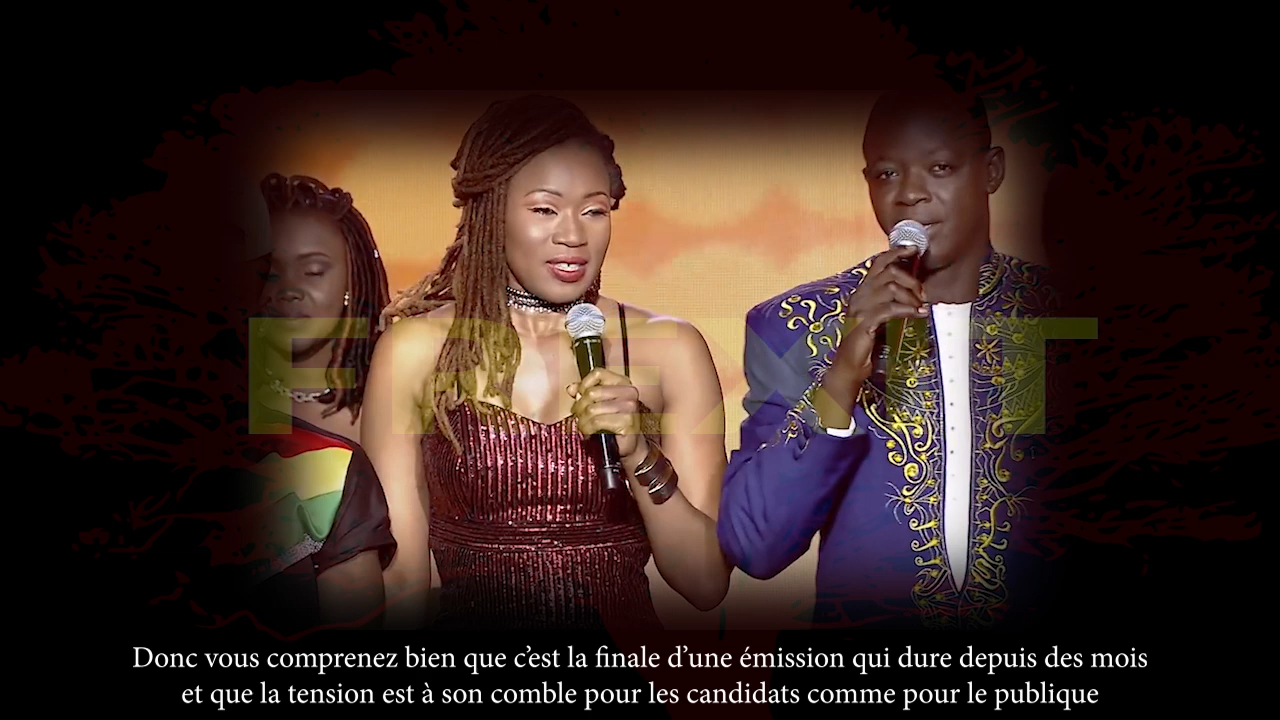 FREXIT
Donc vous comprenez bien que c'est la finale d'une émission qui dure depuis des mois
et que la tension est à son comble pour les candidats comme pour le publique